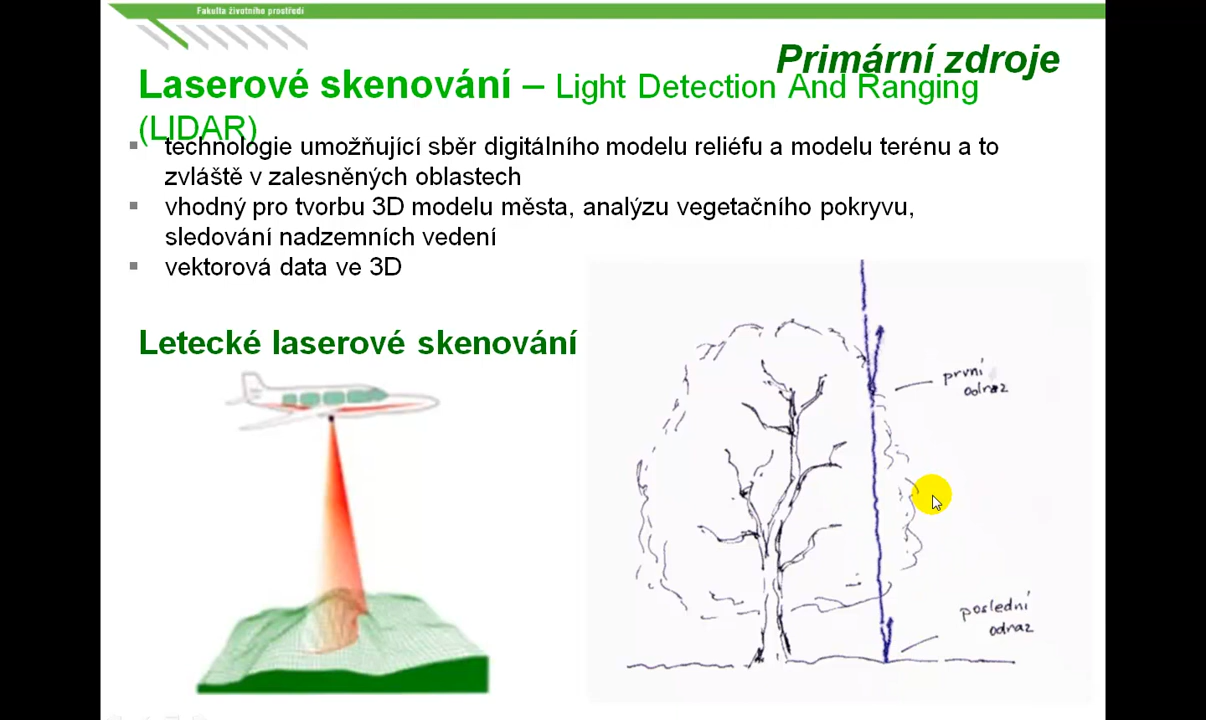 Fakulta životního prostředí
Primární zdroje
Laserové skenování – Light Detection And Ranging
(LIDAR)
technologie umožňující sběr digitálního modelu reliéfu a modelu terénu a to
zvláště v zalesněných oblastech
vhodný pro tvorbu 3D modelu města, analýzu vegetačního pokryvu,
sledování nadzemních vedení
vektorová data ve 3D
Letecké laserové skenování
první
odraz
poslední
odraz